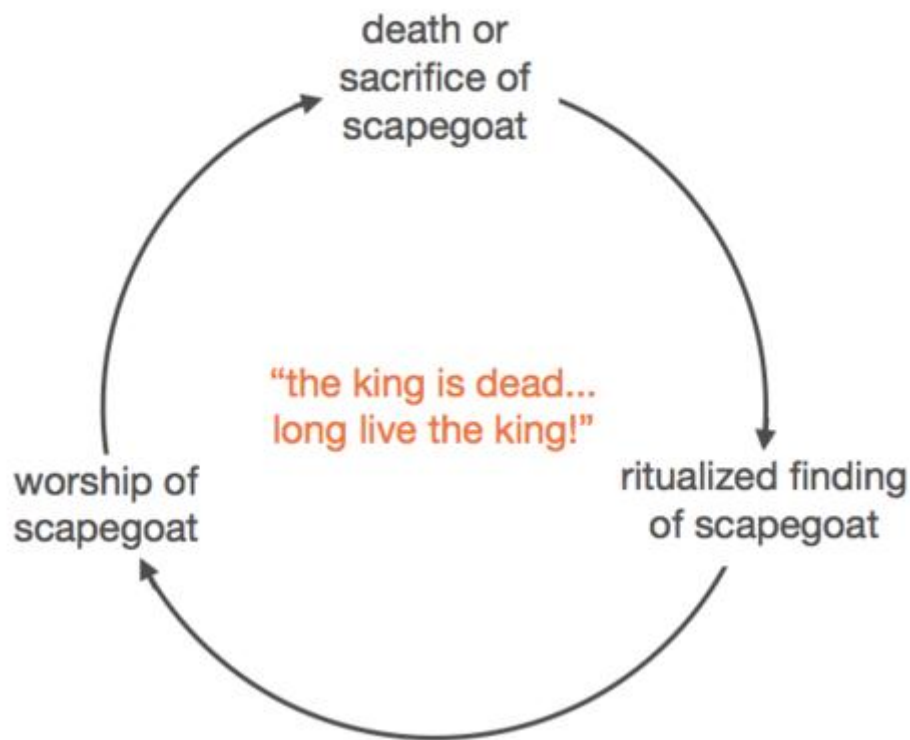 death or
sacrifice of
scapegoat
“the king is dead...
long live the king!”
ritualized finding
of scapegoat
worship of
scapegoat